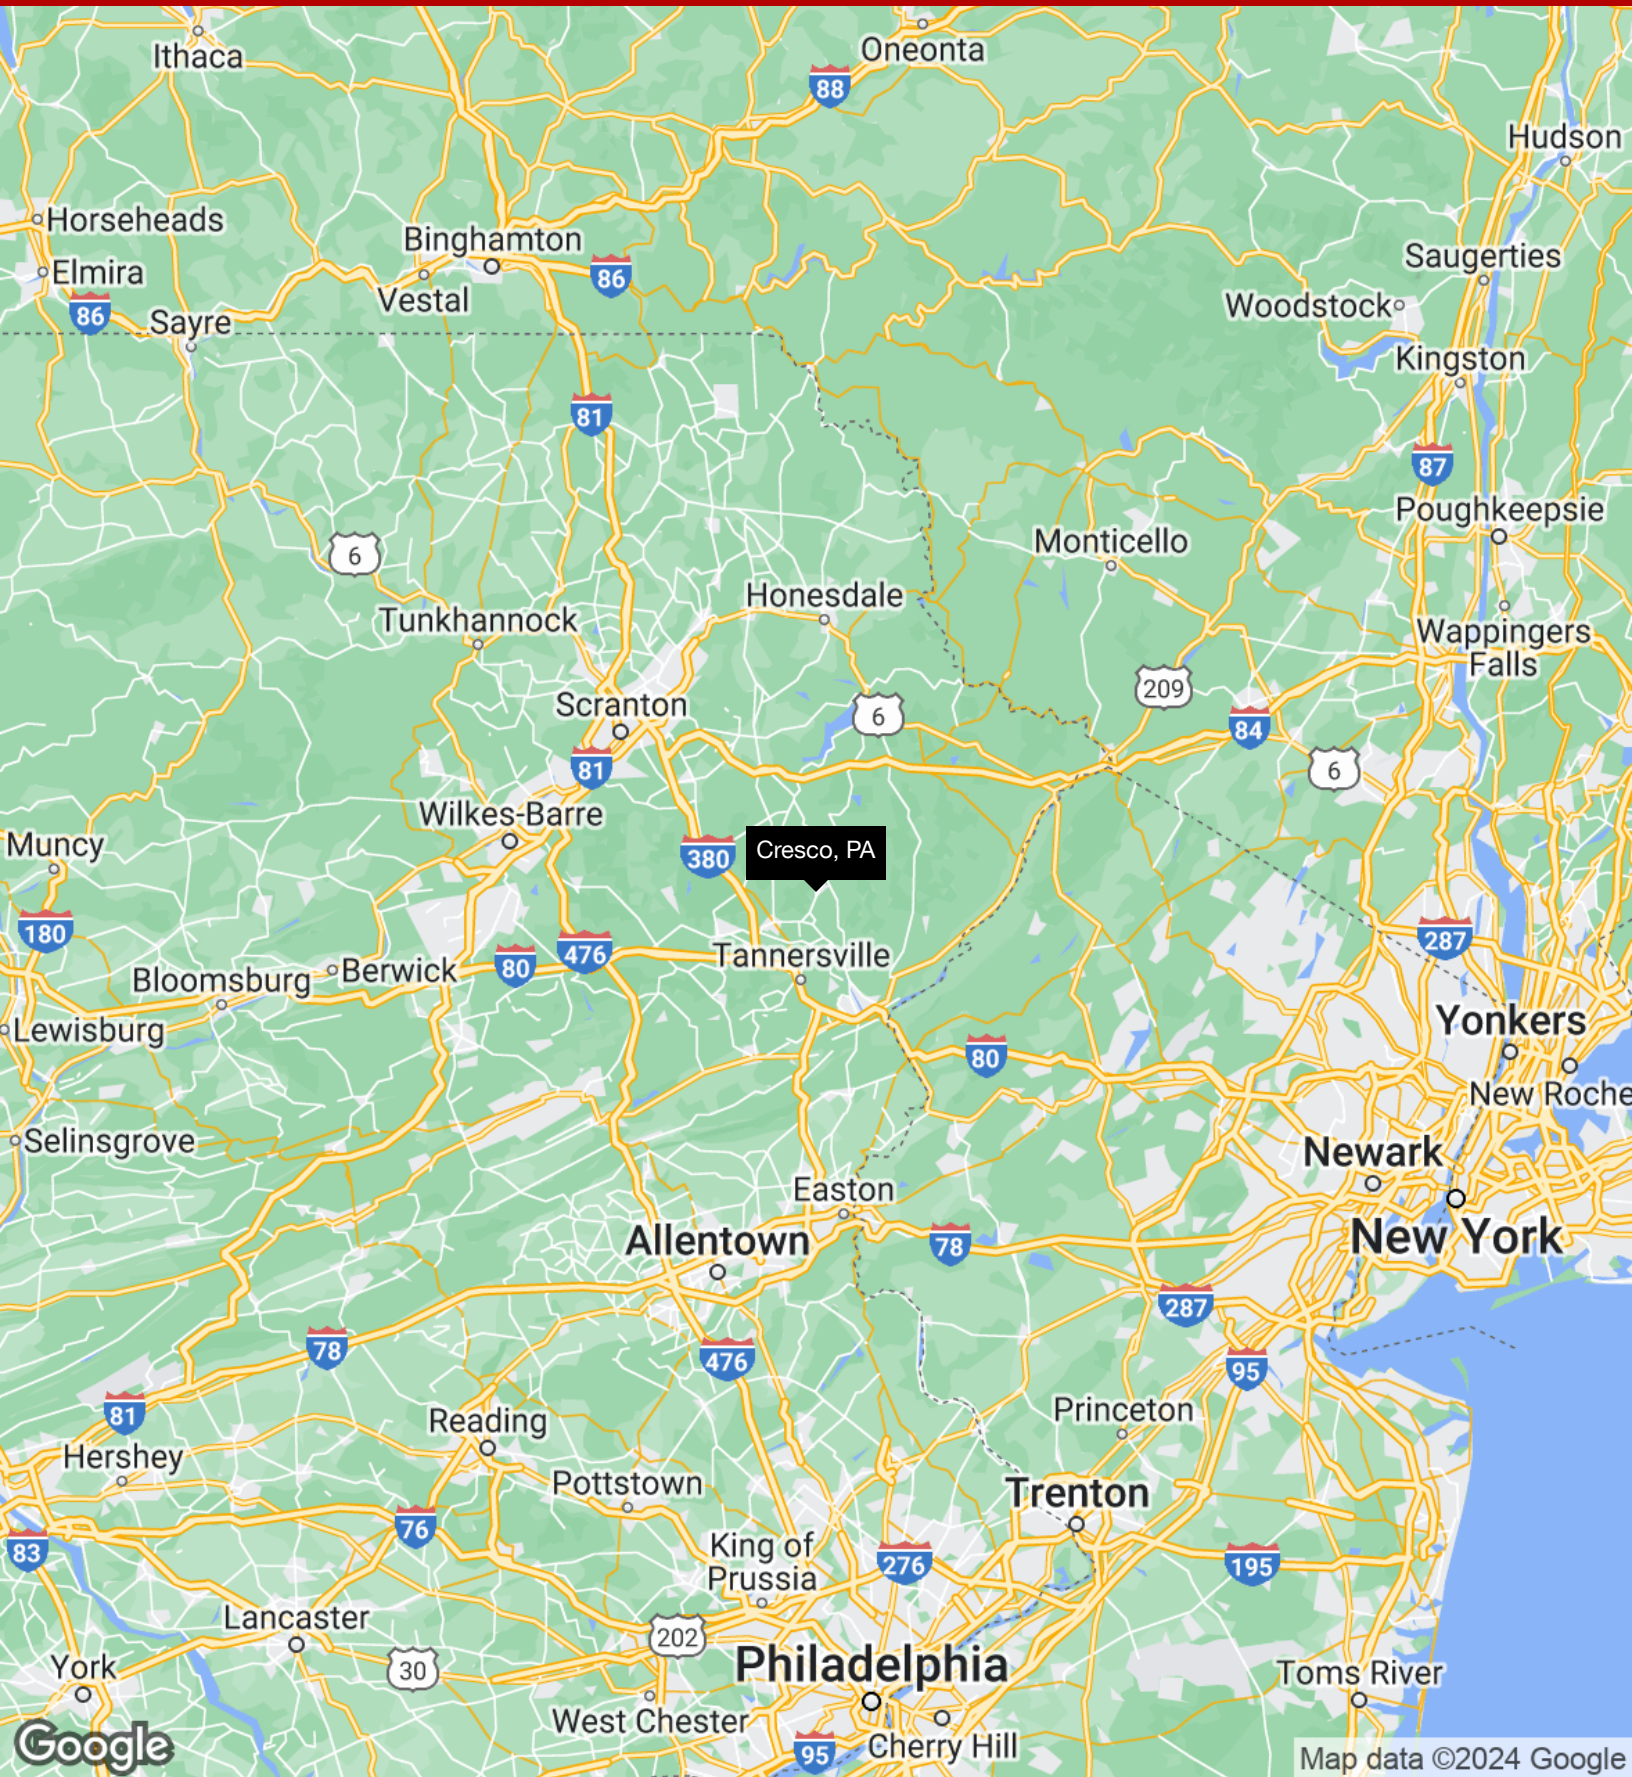 Ithaca
Oneonta
88
Hudson
Horseheads
Binghamton
Saugerties
Elmira
86
Vestal
Woodstock
86
Sayre
Kingston
81
87
Poughkeepsie
6
Monticello
Honesdale
Tunkhannock
Wappingers
Falls
209
Scranton
6
84
81
6
Wilkes-Barre
Muncy
Cresco, PA
380
180
287
476
Tannersville
80
Berwick
Bloomsburg
Yonkers
Lewisburg
80
New Roche
Selinsgrove
Newark
Easton
Allentown
New York
78
287
78
476
95
81
Princeton
Reading
Hershey
Pottstown
Trenton
76
83
King of
Prussia
276
195
Lancaster
202
York
30
Philadelphia
Toms River
West Chester
Cherry Hill
95
Google
Map data ©2024 Google